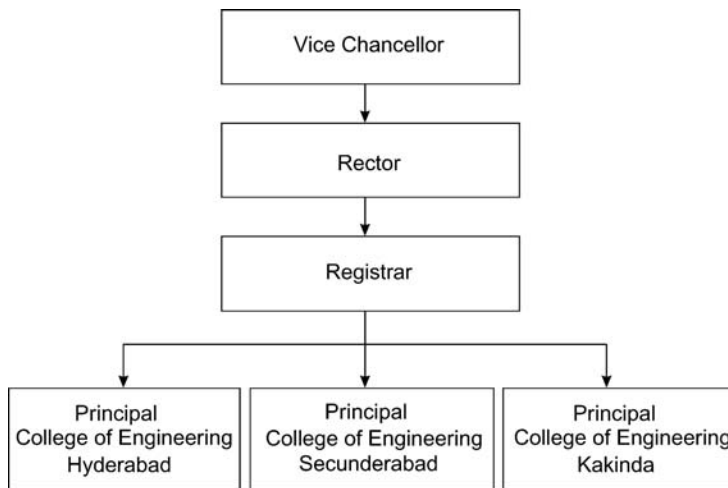 Vice Chancellor
Rector
Registrar
Principal
College of Engineering
Hyderabad
Principal
College of Engineering
Secunderabad
Principal
College of Engineering
Kakinda